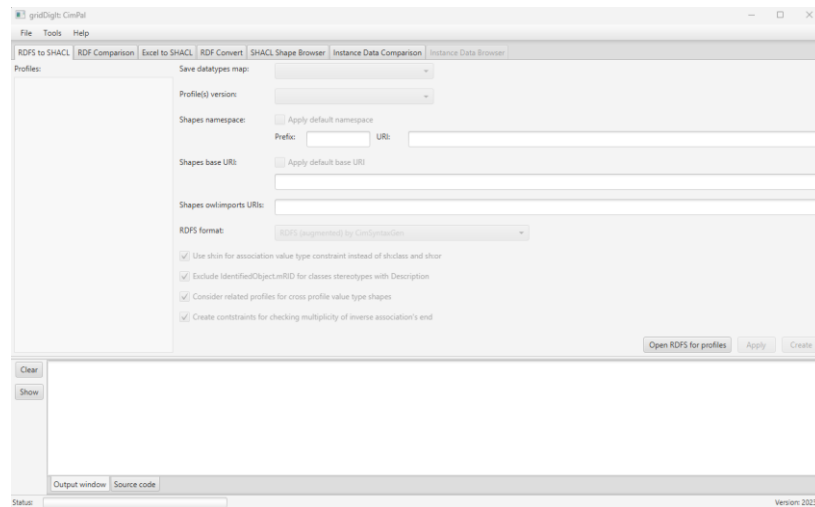 gridDigIt: CimPal
File Tools Help
RDFS to SHACL RDF Comparison Excel to SHACL RDF Convert SHACL Shape Browser Instance Data Comparison Instance Data Browser
Profiles: Save datatypes map:
Profile(s) version:
Shapes namespace: Apply default namespace
Prefix: URI:
Shapes base URI: Apply default base URI
Shapes owl:imports URIs:
RDFS format: RDFS (augmented) by CimSyntaxGen
Use sh:in for association value type constraint instead of sh:class and sh:or
Exclude IdentifiedObject.mRID for classes stereotypes with Description
Consider related profiles for cross profile value type shapes
Create contstraints for checking multiplicity of inverse association's end
Open RDFS for profiles Apply Create
Clear
Show
Output window Source code
Status: Version: 2023